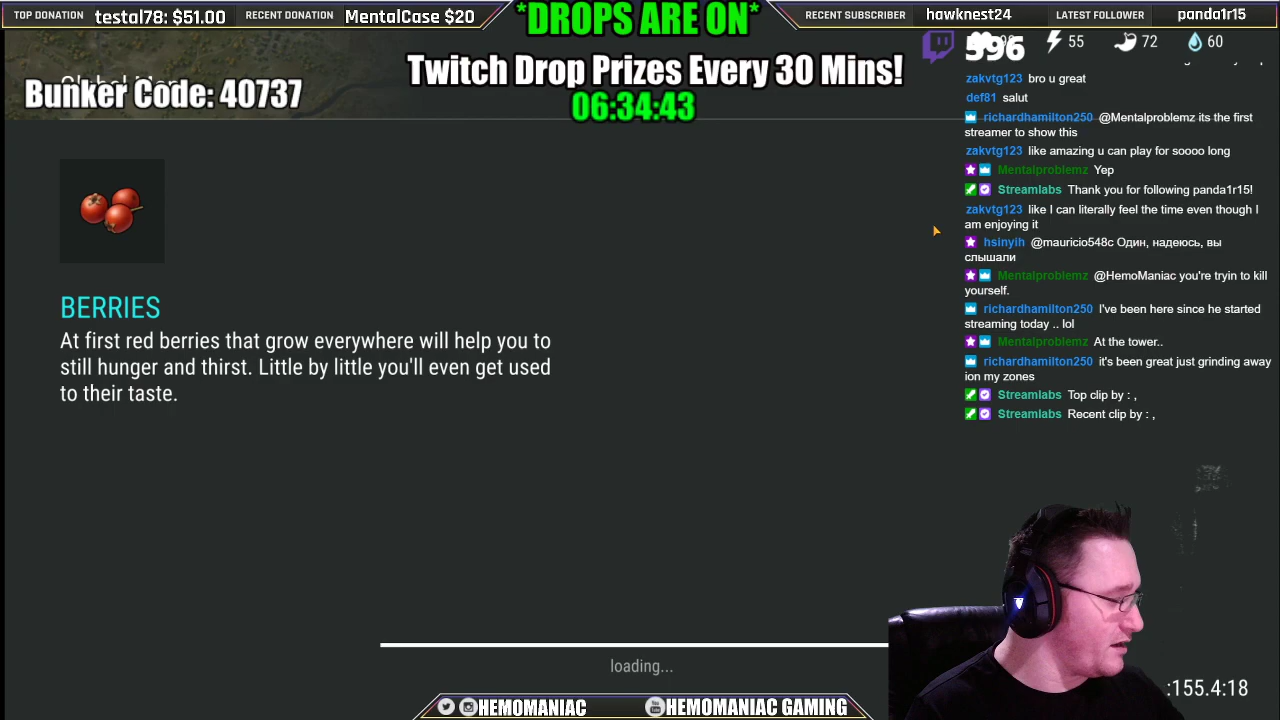 TOP DONATION testal78: $51.00 RECENT DONATION MentalCase $20
*DROPS ARE ON*
RECENT SUBSCRIBER hawknest24 LATEST FOLLOWER panda1r15
596 55 72 60
Twitch Drop Prizes Every 30 Mins!
06:34:43
Bunker Code: 40737
zakvtg123 bro u great
def81 salut
richardhamilton250 @Mentalproblemz its the first
streamer to show this
zakvtg123 like amazing u can play for soooo long
Mentalproblemz Yep
Streamlabs Thank you for following panda1r15!
zakvtg123 like I can literally feel the time even though I
am enjoying it
hsinyih @mauricio548c Один, надеюсь, вы
слышали
Mentalproblemz @HemoManiac you're tryin to kill
yourself.
richardhamilton250 I've been here since he started
streaming today .. lol
Mentalproblemz At the tower..
richardhamilton250 it's been great just grinding away
ion my zones
Streamlabs Top clip by : ,
Streamlabs Recent clip by : ,
BERRIES
At first red berries that grow everywhere will help you to
still hunger and thirst. Little by little you'll even get used
to their taste.
loading...
:155.4:18
HEMOMANIAC HEMOMANIAC GAMING